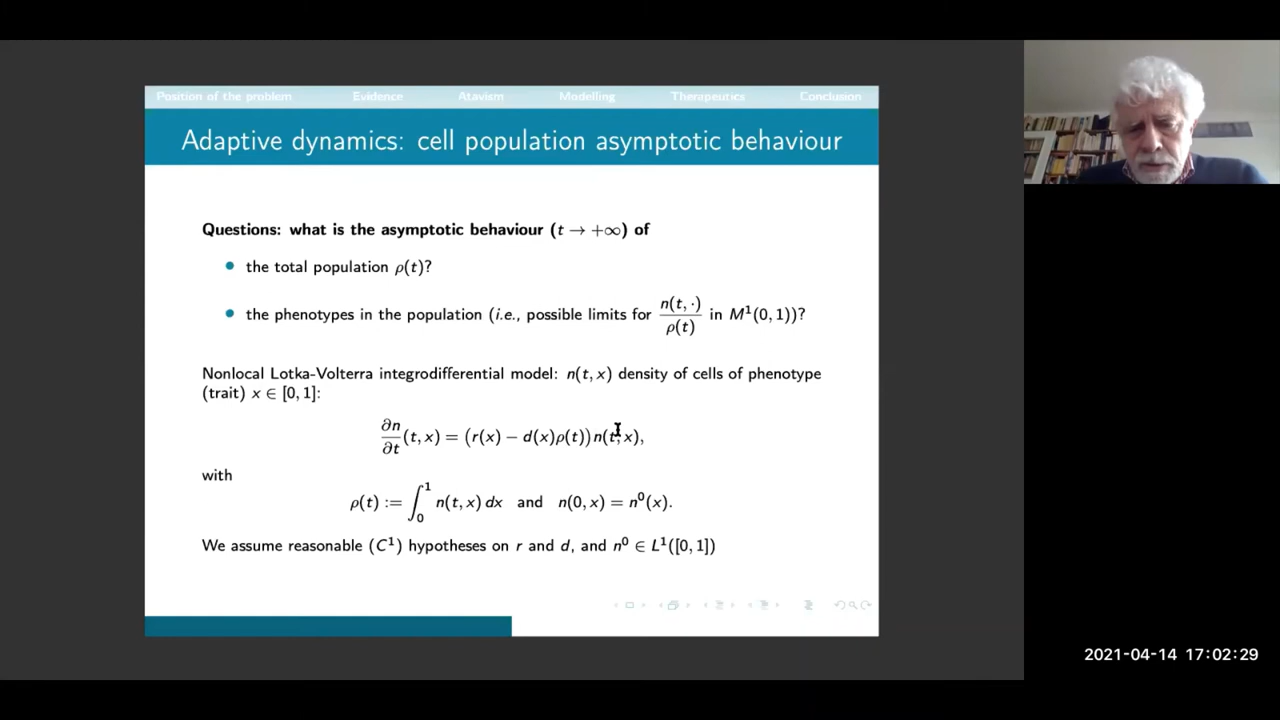 Position of the problem Evidence Atavism Modelling Therapeutics Conclusion
Adaptive dynamics: cell population asymptotic behaviour
Questions: what is the asymptotic behaviour (t → +∞) of
the total population ρ(t)?
the phenotypes in the population (i.e., possible limits for n(t, ·)/ρ(t) in M¹(0, 1))?
Nonlocal Lotka-Volterra integrodifferential model: n(t, x) density of cells of phenotype
(trait) x ∈ [0, 1]:
∂n/∂t (t, x) = (r(x) − d(x)ρ(t)) n(t, x),
with
ρ(t) := ∫₀¹ n(t, x) dx and n(0, x) = n⁰(x).
We assume reasonable (C¹) hypotheses on r and d, and n⁰ ∈ L¹([0, 1])
2021-04-14 17:02:29